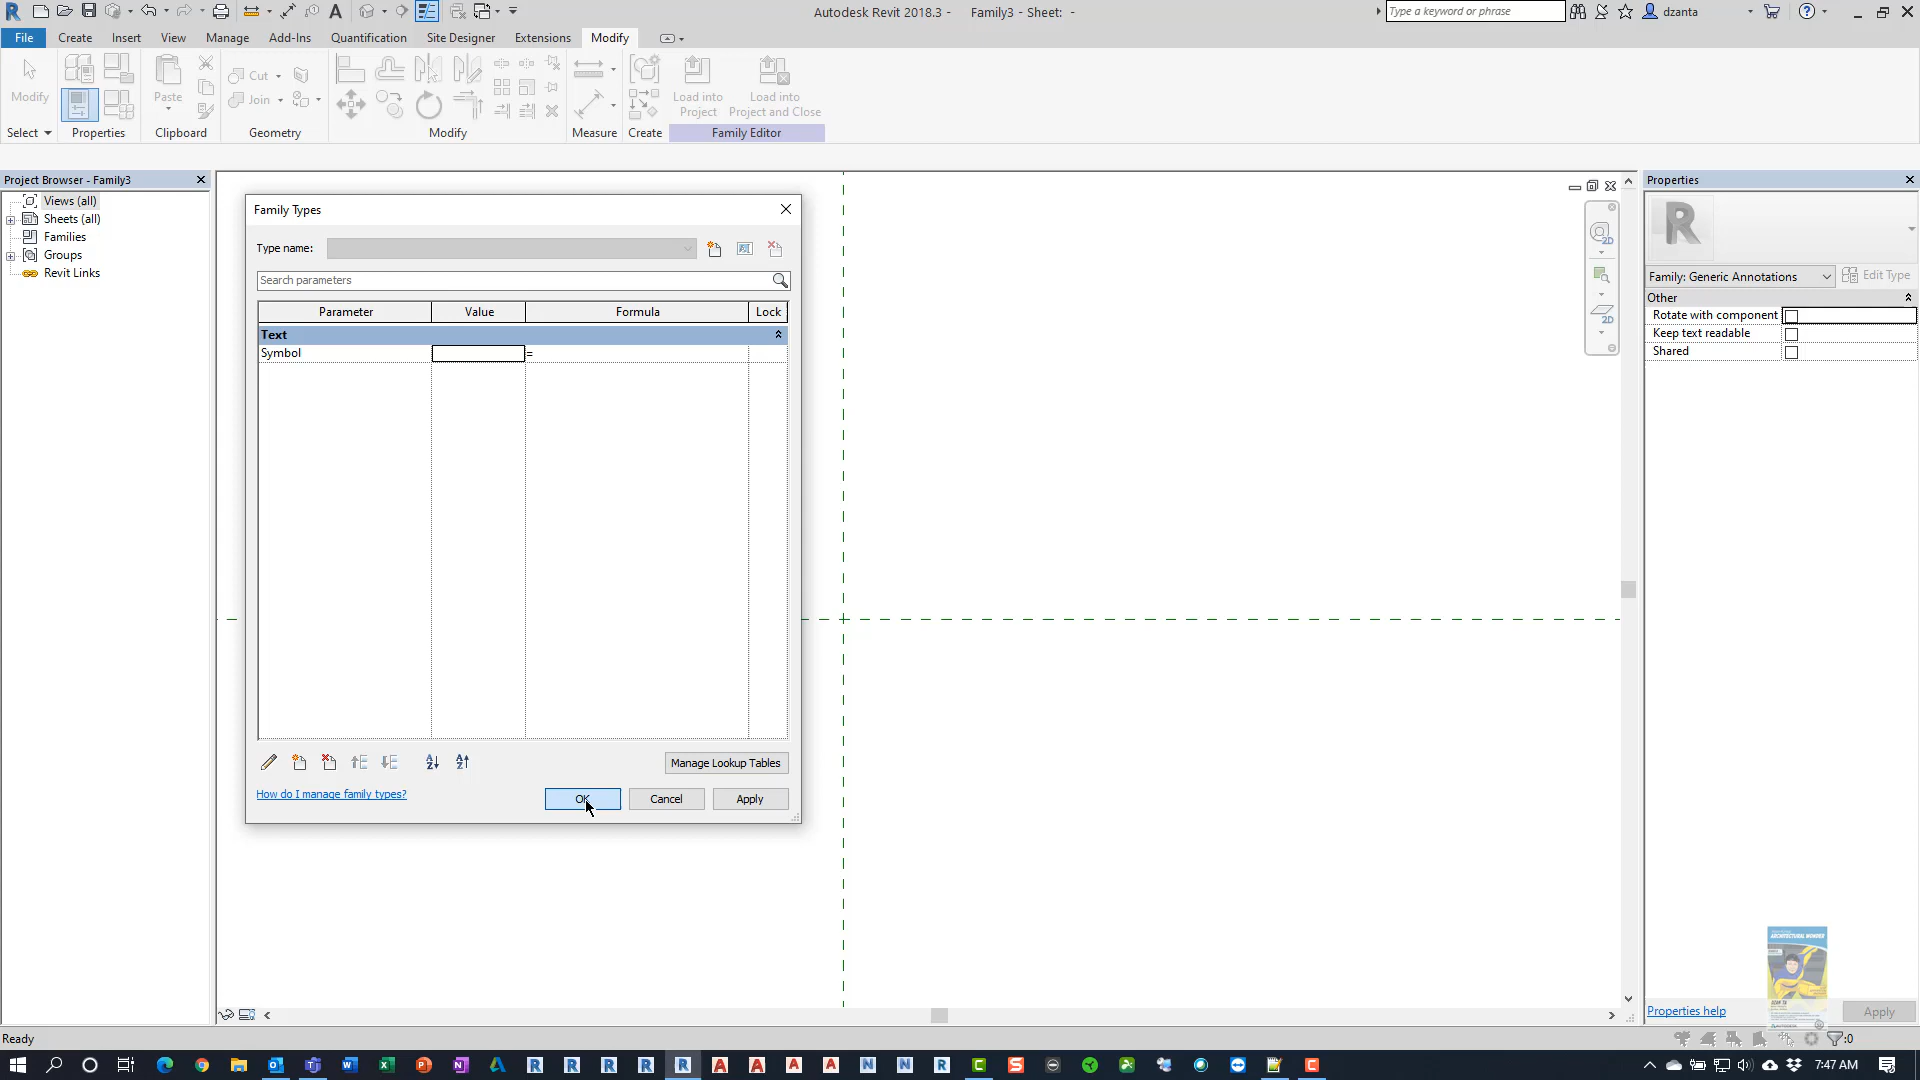 Autodesk Revit 2018.3 - Family3 - Sheet: -
Type a keyword or phrase
dzanta
File Create Insert View Manage Add-Ins Quantification Site Designer Extensions Modify
Modify
Paste
Cut
Join
Load into Project
Load into Project and Close
Select Properties Clipboard Geometry Modify Measure Create Family Editor
Project Browser - Family3
Views (all)
Sheets (all)
Families
Groups
Revit Links
Family Types
Type name:
Search parameters
Parameter Value Formula Lock
Text
Symbol =
Manage Lookup Tables
How do I manage family types?
OK Cancel Apply
2D
2D
Properties
R
Family: Generic Annotations Edit Type
Other
Rotate with component
Keep text readable
Shared
ARCHITECTURAL WONDER
Properties help Apply
Ready
:0
7:47 AM